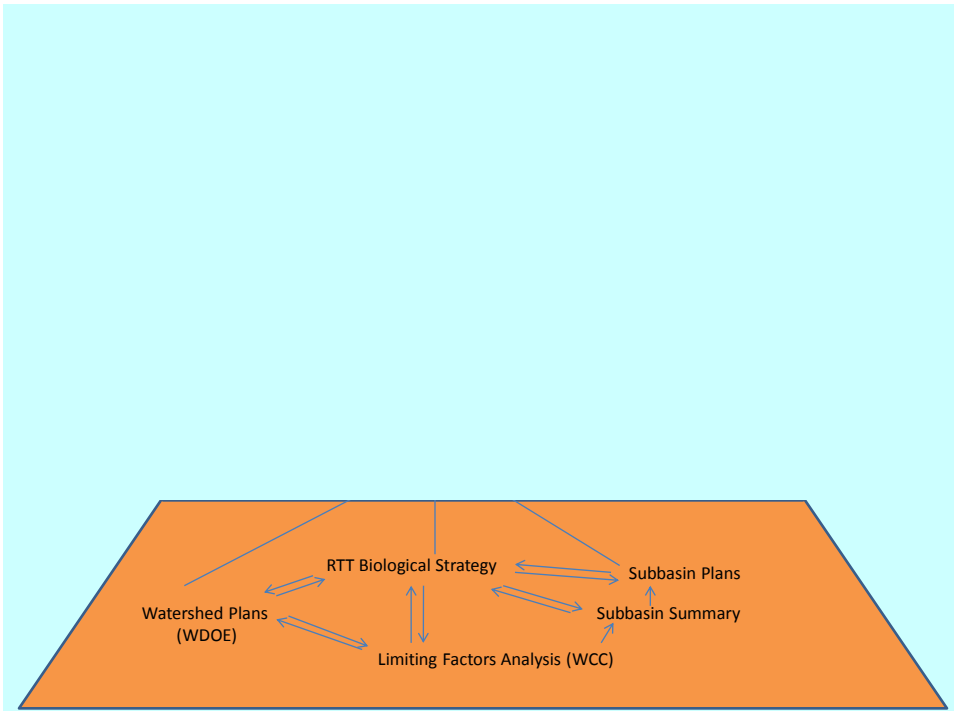 RTT Biological Strategy
Subbasin Plans
Watershed Plans
(WDOE)
Subbasin Summary
Limiting Factors Analysis (WCC)